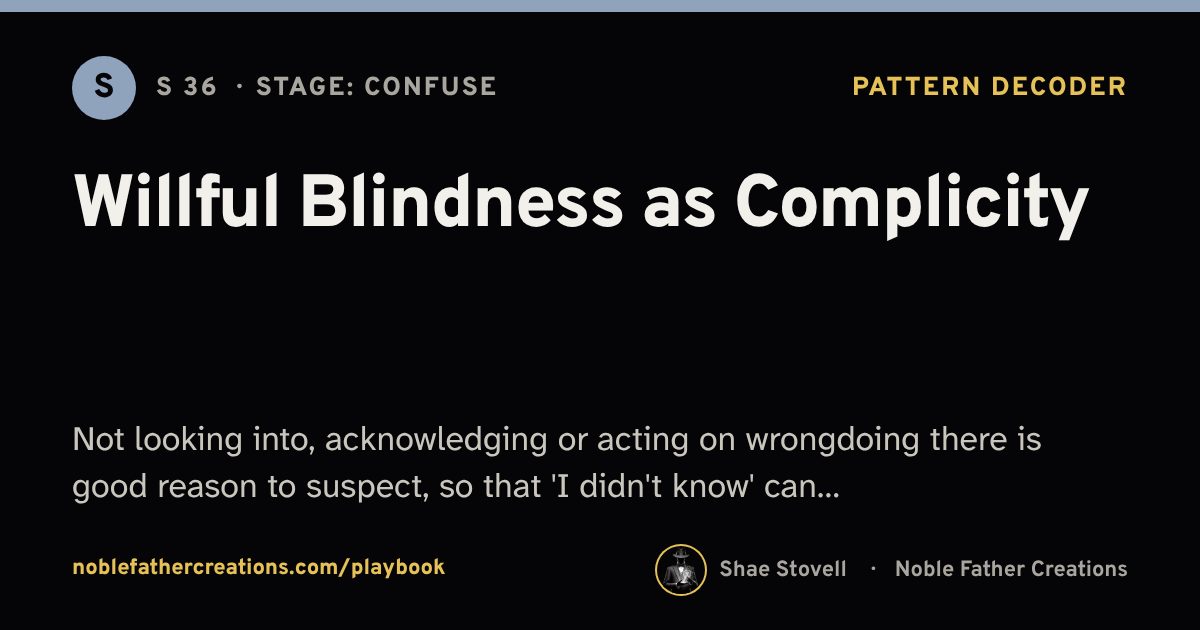 S
S 36 · STAGE: CONFUSE
PATTERN DECODER
Willful Blindness as Complicity
Not looking into, acknowledging or acting on wrongdoing there is
good reason to suspect, so that 'I didn't know' can...
noblefathercreations.com/playbook
Shae Stovell · Noble Father Creations